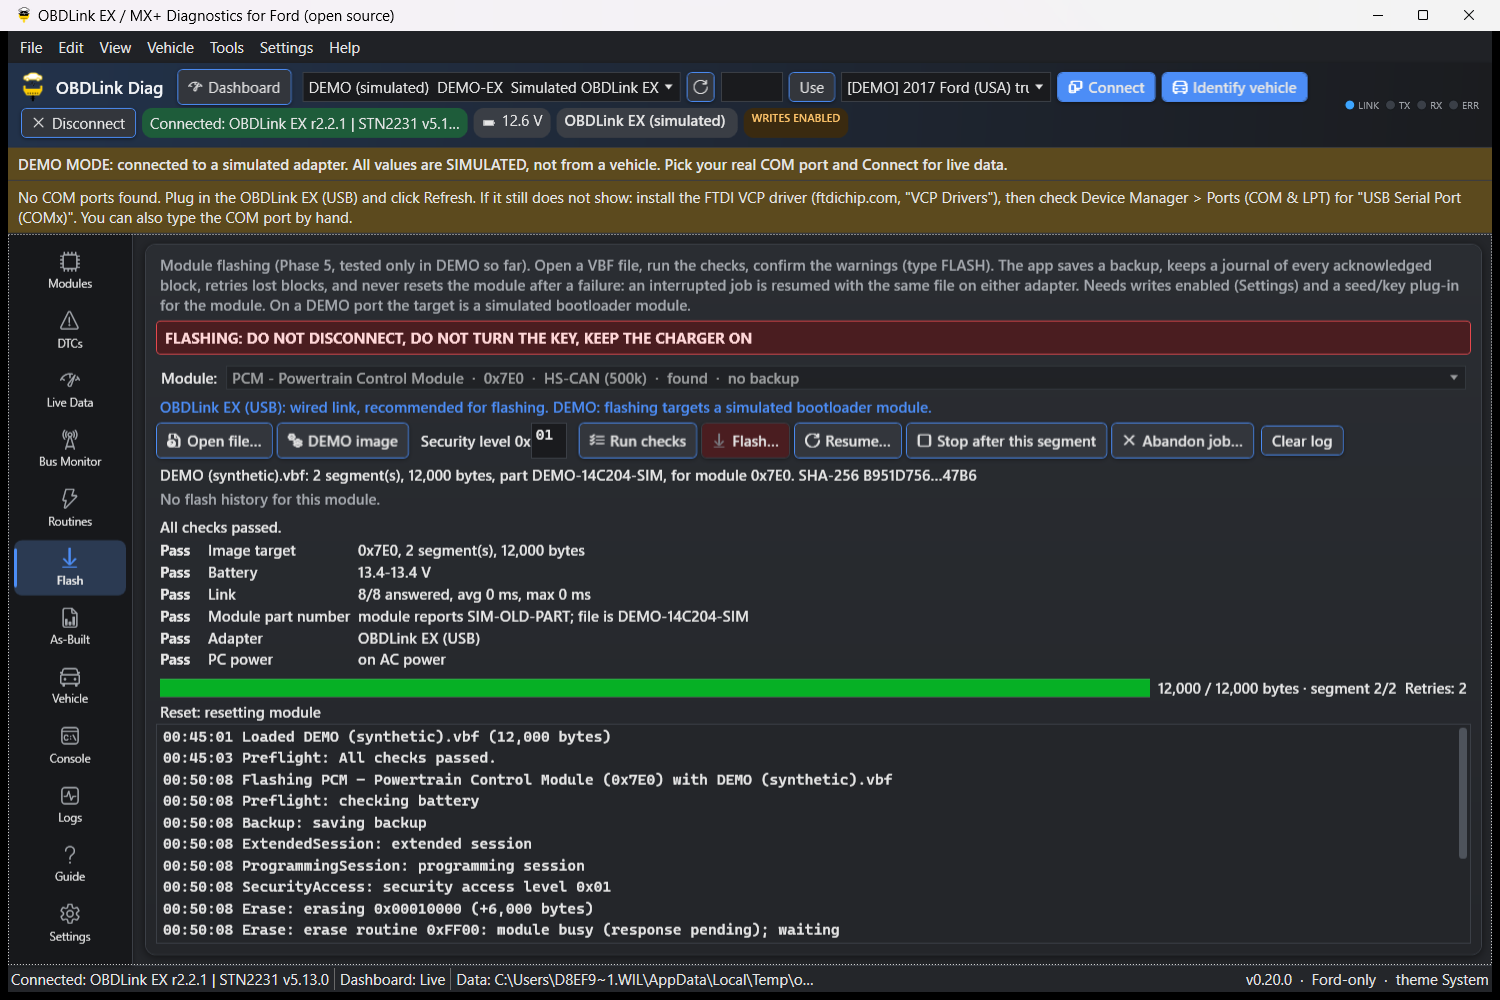 OBDLink EX / MX+ Diagnostics for Ford (open source)
File Edit View Vehicle Tools Settings Help
OBDLink Diag Dashboard DEMO (simulated) DEMO-EX Simulated OBDLink EX Use [DEMO] 2017 Ford (USA) tru Connect Identify vehicle
LINK TX RX ERR
Disconnect Connected: OBDLink EX r2.2.1 | STN2231 v5.1... 12.6 V OBDLink EX (simulated) WRITES ENABLED
DEMO MODE: connected to a simulated adapter. All values are SIMULATED, not from a vehicle. Pick your real COM port and Connect for live data.
No COM ports found. Plug in the OBDLink EX (USB) and click Refresh. If it still does not show: install the FTDI VCP driver (ftdichip.com, "VCP Drivers"), then check Device Manager > Ports (COM & LPT) for "USB Serial Port
(COMx)". You can also type the COM port by hand.
Modules
DTCs
Live Data
Bus Monitor
Routines
Flash
As-Built
Vehicle
Console
Logs
Guide
Settings
Module flashing (Phase 5, tested only in DEMO so far). Open a VBF file, run the checks, confirm the warnings (type FLASH). The app saves a backup, keeps a journal of every acknowledged
block, retries lost blocks, and never resets the module after a failure: an interrupted job is resumed with the same file on either adapter. Needs writes enabled (Settings) and a seed/key plug-in
for the module. On a DEMO port the target is a simulated bootloader module.
FLASHING: DO NOT DISCONNECT, DO NOT TURN THE KEY, KEEP THE CHARGER ON
Module: PCM - Powertrain Control Module · 0x7E0 · HS-CAN (500k) · found · no backup
OBDLink EX (USB): wired link, recommended for flashing. DEMO: flashing targets a simulated bootloader module.
Open file... DEMO image Security level 0x 01 Run checks Flash... Resume... Stop after this segment Abandon job... Clear log
DEMO (synthetic).vbf: 2 segment(s), 12,000 bytes, part DEMO-14C204-SIM, for module 0x7E0. SHA-256 B951D756...47B6
No flash history for this module.
All checks passed.
Pass Image target 0x7E0, 2 segment(s), 12,000 bytes
Pass Battery 13.4-13.4 V
Pass Link 8/8 answered, avg 0 ms, max 0 ms
Pass Module part number module reports SIM-OLD-PART; file is DEMO-14C204-SIM
Pass Adapter OBDLink EX (USB)
Pass PC power on AC power
12,000 / 12,000 bytes · segment 2/2 Retries: 2
Reset: resetting module
00:45:01 Loaded DEMO (synthetic).vbf (12,000 bytes)
00:45:03 Preflight: All checks passed.
00:50:08 Flashing PCM – Powertrain Control Module (0x7E0) with DEMO (synthetic).vbf
00:50:08 Preflight: checking battery
00:50:08 Backup: saving backup
00:50:08 ExtendedSession: extended session
00:50:08 ProgrammingSession: programming session
00:50:08 SecurityAccess: security access level 0x01
00:50:08 Erase: erasing 0x00010000 (+6,000 bytes)
00:50:08 Erase: erase routine 0xFF00: module busy (response pending); waiting
Connected: OBDLink EX r2.2.1 | STN2231 v5.13.0 Dashboard: Live Data: C:\Users\D8EF9~1.WIL\AppData\Local\Temp\o... v0.20.0 · Ford-only · theme System